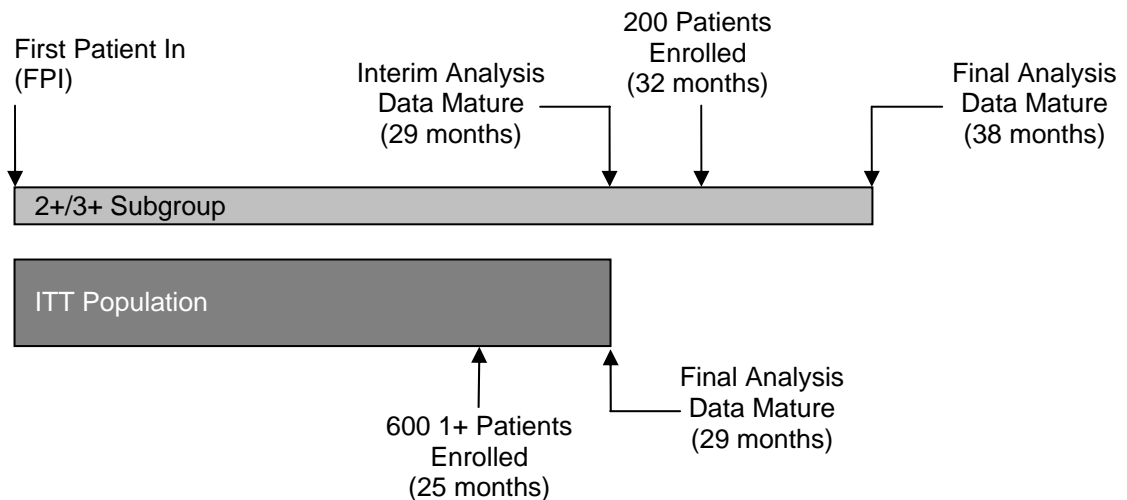 First Patient In
(FPI)
Interim Analysis
Data Mature
(29 months)
200 Patients
Enrolled
(32 months)
Final Analysis
Data Mature
(38 months)
2+/3+ Subgroup
ITT Population
600 1+ Patients
Enrolled
(25 months)
Final Analysis
Data Mature
(29 months)